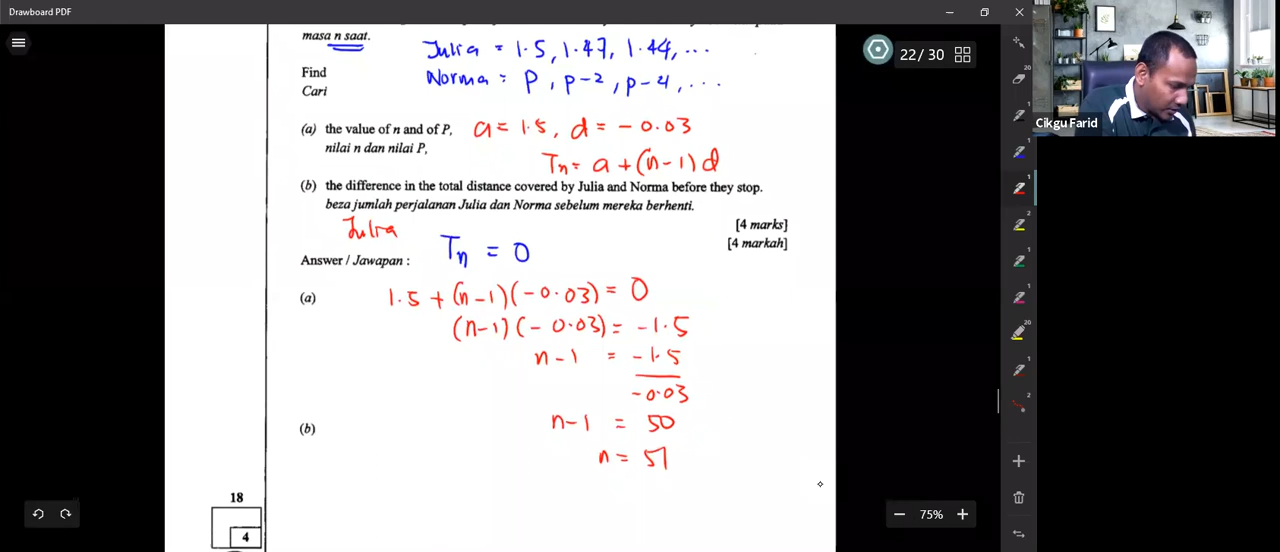 Drawboard PDF
masa n saat.
Julia = 1.5, 1.47, 1.44, ...
22 / 30
Find
Norma = P, p-2, p-4, ...
Cari
Cikgu Farid
(a) the value of n and of P,
a = 1.5, d = -0.03
nilai n dan nilai P,
Tn = a + (n-1)d
(b) the difference in the total distance covered by Julia and Norma before they stop.
beza jumlah perjalanan Julia dan Norma sebelum mereka berhenti.
Julia
[4 marks]
[4 markah]
Answer / Jawapan :
Tn = 0
(a)
1.5 + (n-1)(-0.03) = 0
(n-1)(-0.03) = -1.5
n-1 = -1.5
-0.03
n-1 = 50
(b)
n = 51
18
4
75%